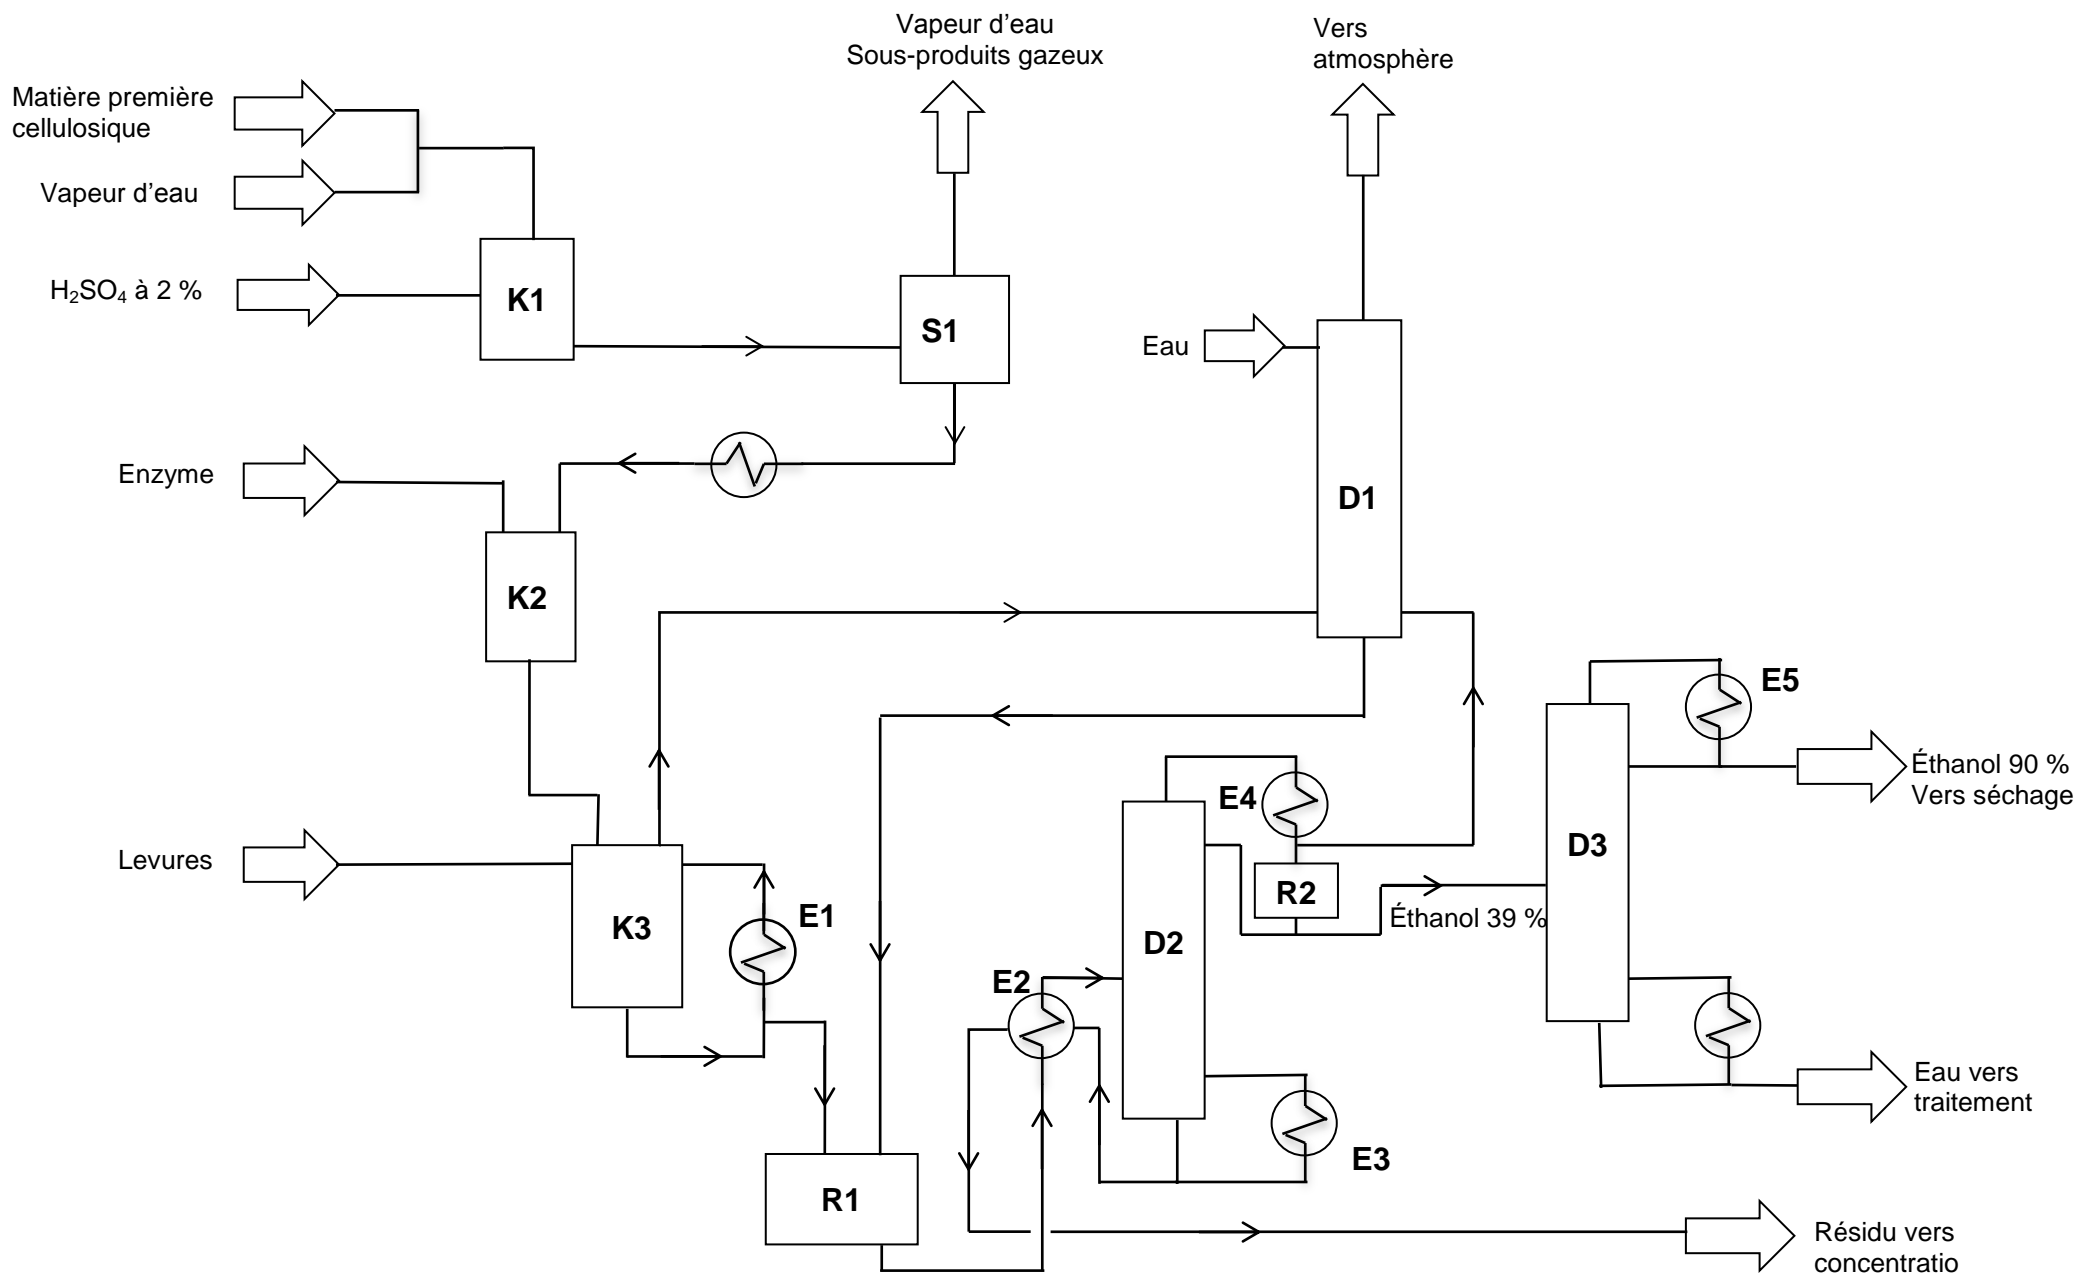 Vapeur d'eau
Sous-produits gazeux
Vers
atmosphère
Matière première
cellulosique
Vapeur d'eau
H₂SO₄ à 2 %
K1
S1
Eau
Enzyme
D1
K2
E5
Éthanol 90 %
Vers séchage
E4
D3
Levures
R2
Éthanol 39 %
K3
E1
D2
E2
E3
Eau vers
traitement
R1
Résidu vers
concentratio